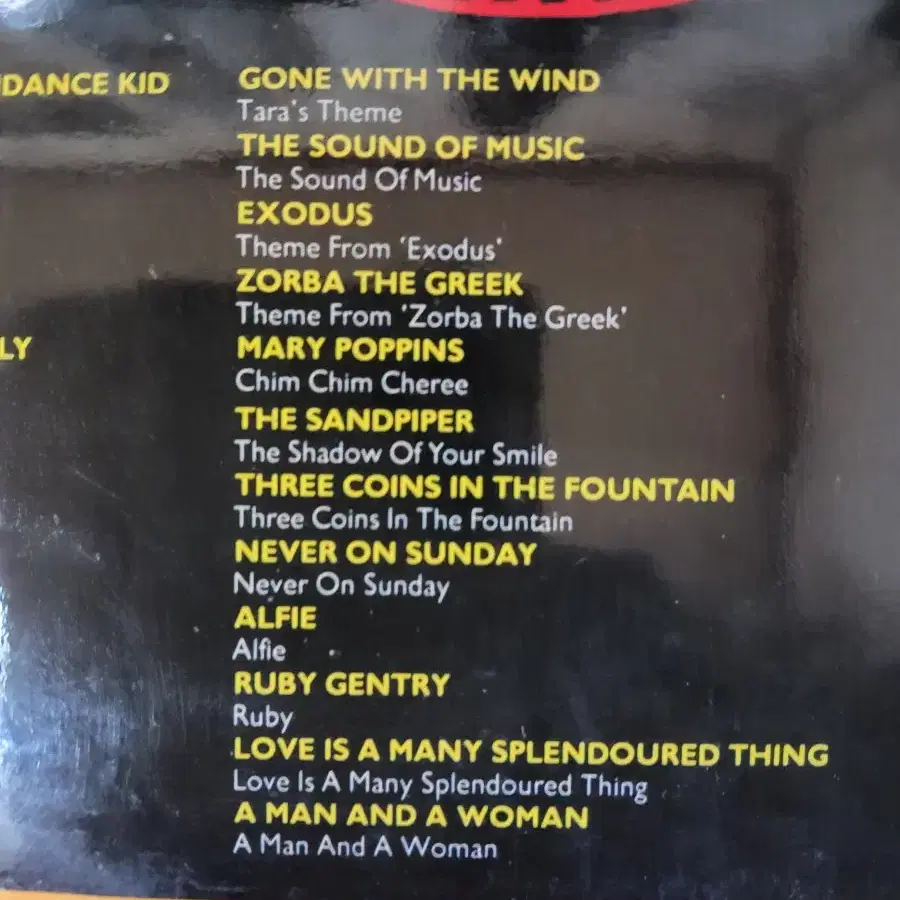 DANCE KID
LY
GONE WITH THE WIND
Tara's Theme
THE SOUND OF MUSIC
The Sound Of Music
EXODUS
Theme From 'Exodus'
ZORBA THE GREEK
Theme From 'Zorba The Greek'
MARY POPPINS
Chim Chim Cheree
THE SANDPIPER
The Shadow Of Your Smile
THREE COINS IN THE FOUNTAIN
Three Coins In The Fountain
NEVER ON SUNDAY
Never On Sunday
ALFIE
Alfie
RUBY GENTRY
Ruby
LOVE IS A MANY SPLENDOURED THING
Love Is A Many Splendoured Thing
A MAN AND A WOMAN
A Man And A Woman